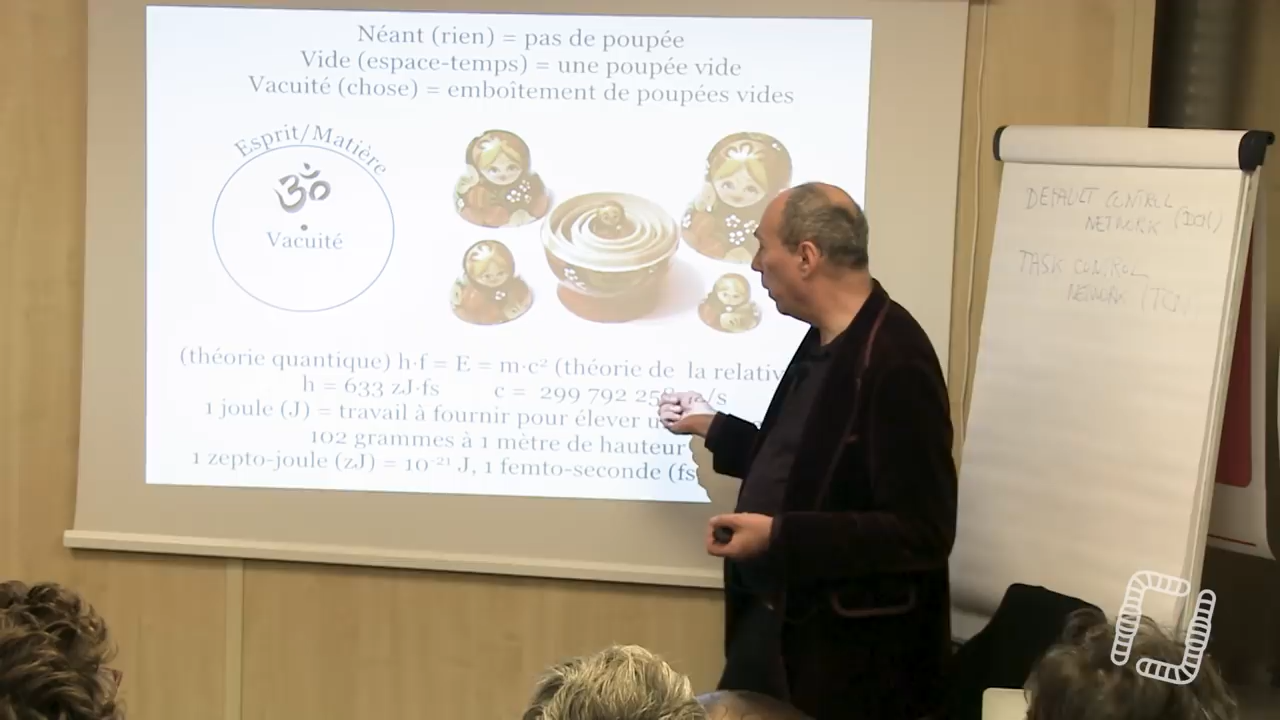 Néant (rien) = pas de poupée
Vide (espace-temps) = une poupée vide
Vacuité (chose) = emboîtement de poupées vides
Esprit/Matière
ॐ
Vacuité
(théorie quantique) h·f = E = m·c² (théorie de la relativ
h = 633 zJ·fs c = 299 792 258 m/s
1 joule (J) = travail à fournir pour élever u
102 grammes à 1 mètre de hauteur
1 zepto-joule (zJ) = 10⁻²¹ J, 1 femto-seconde (fs
DEFAULT CONTROL
NETWORK (DCN)
TASK CONTROL
NETWORK (TCN)